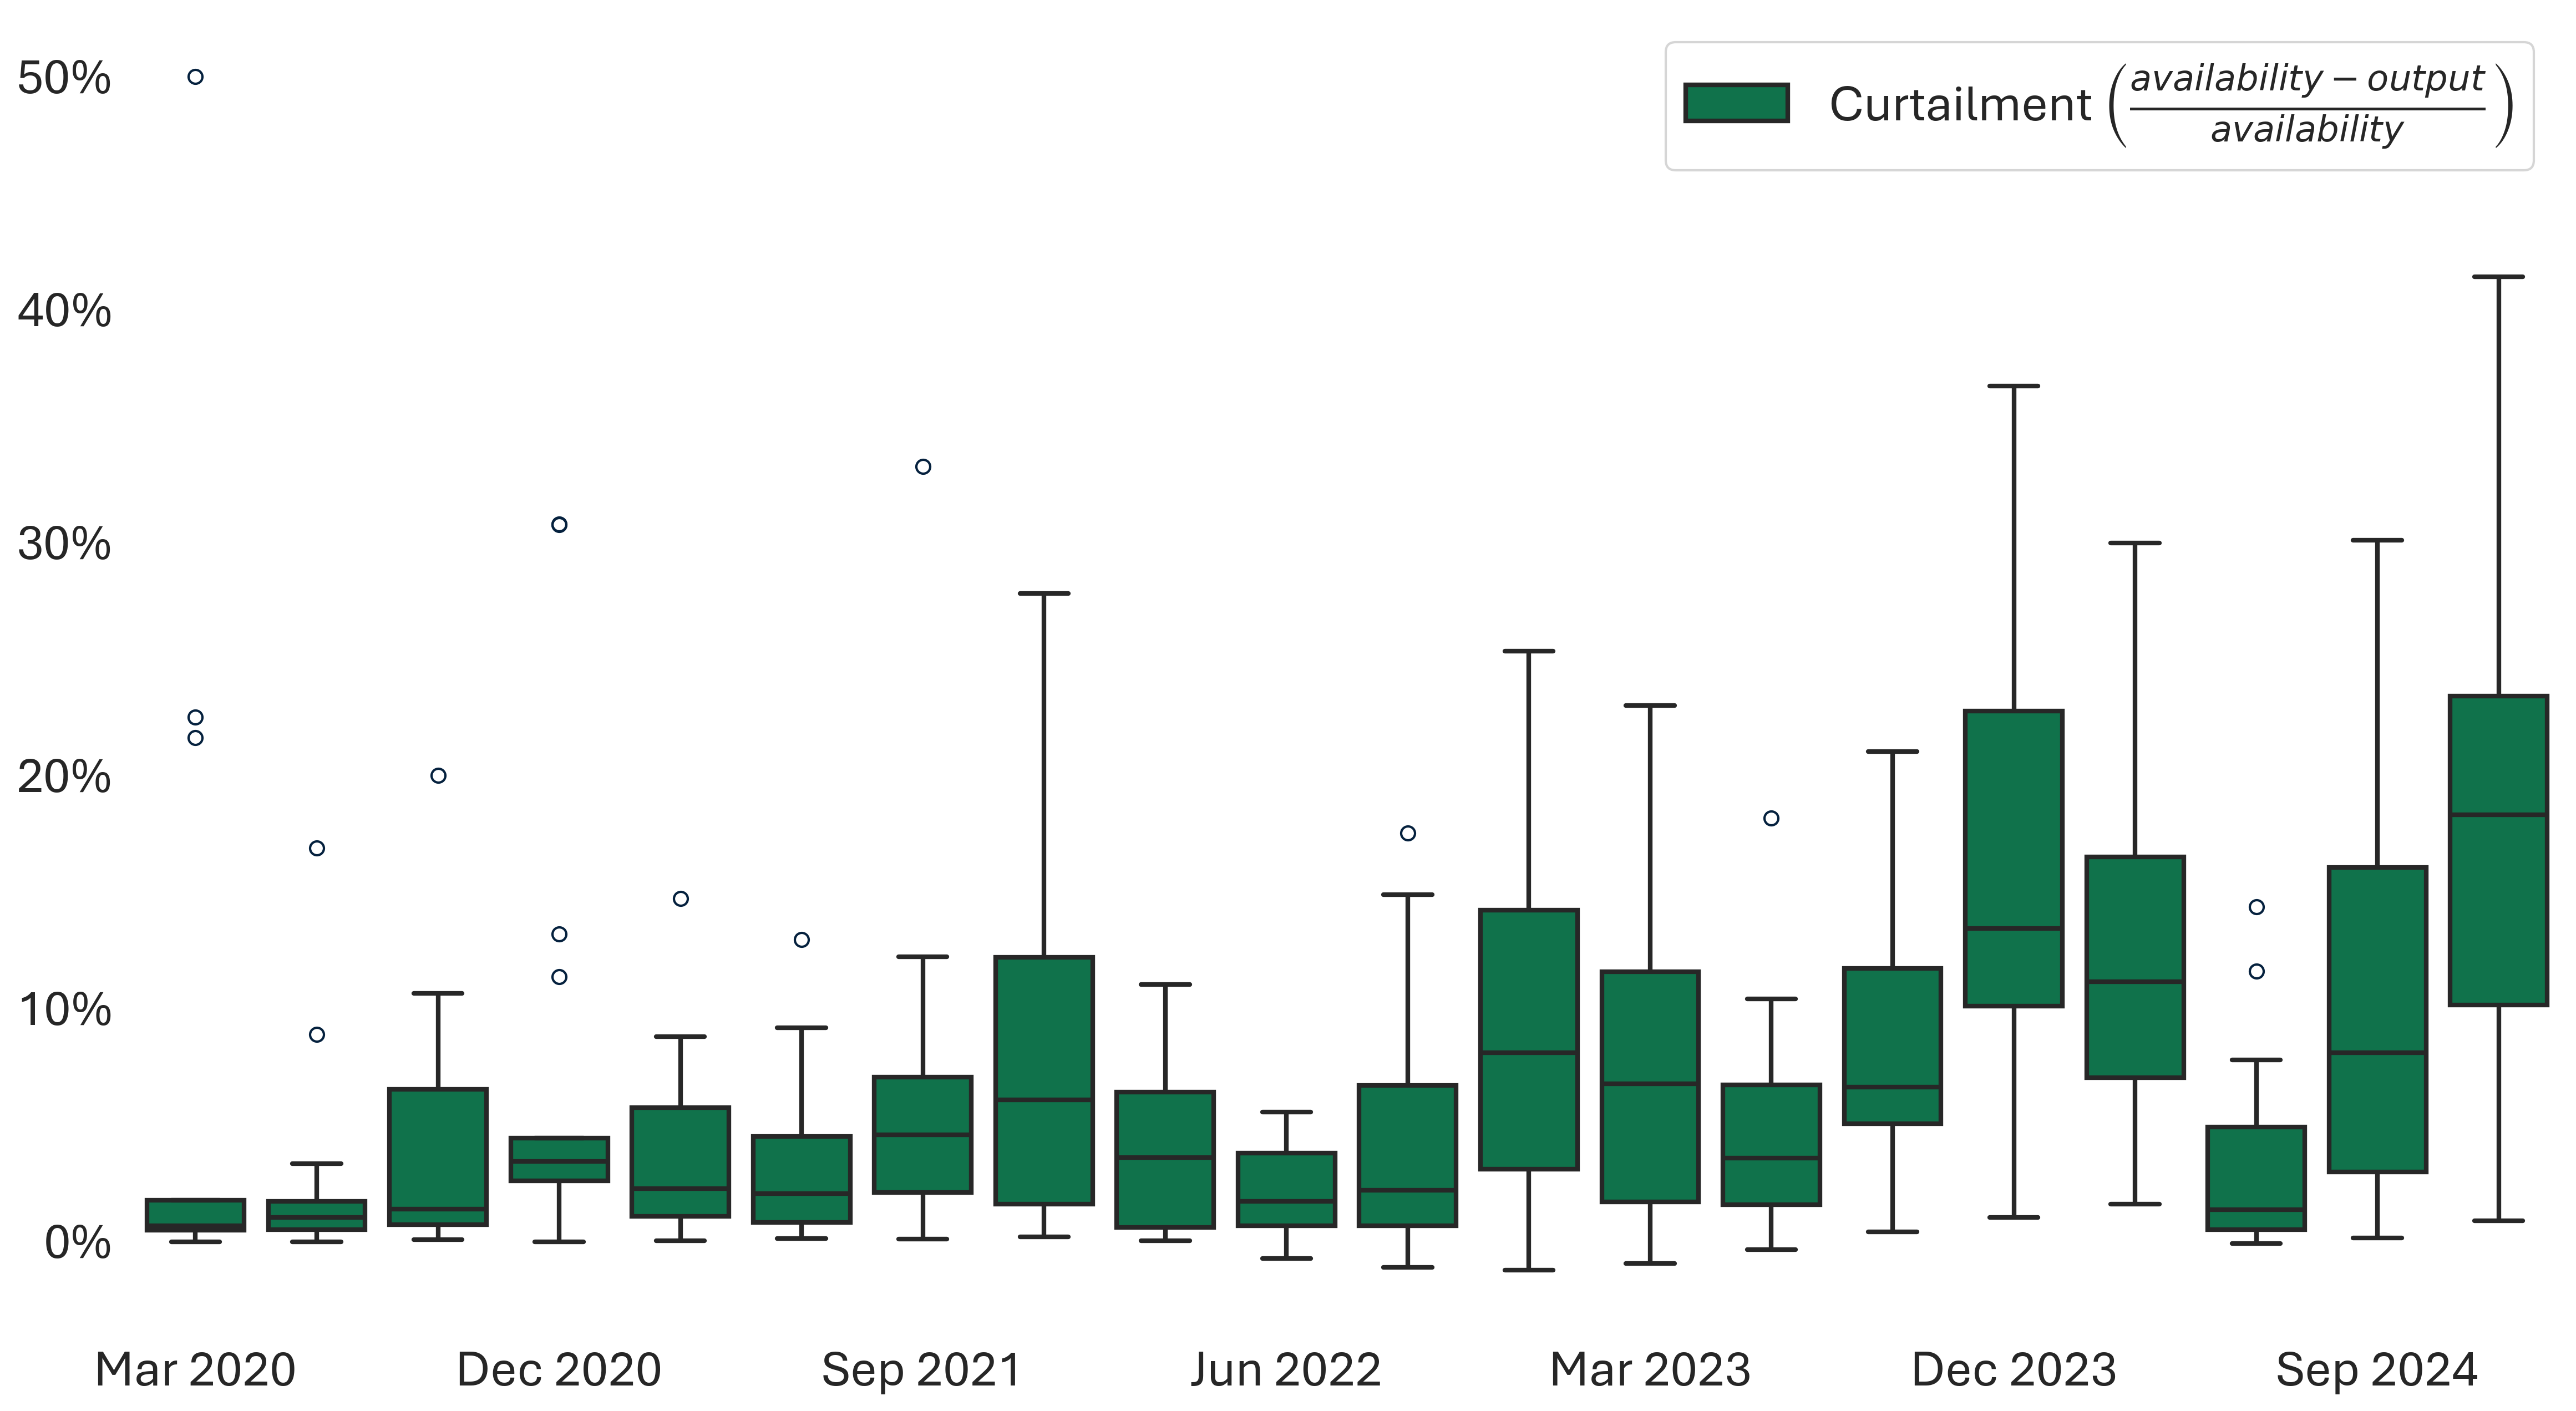 50%
40%
30%
20%
10%
0%
Curtailment (availability − output / availability)
Mar 2020
Dec 2020
Sep 2021
Jun 2022
Mar 2023
Dec 2023
Sep 2024